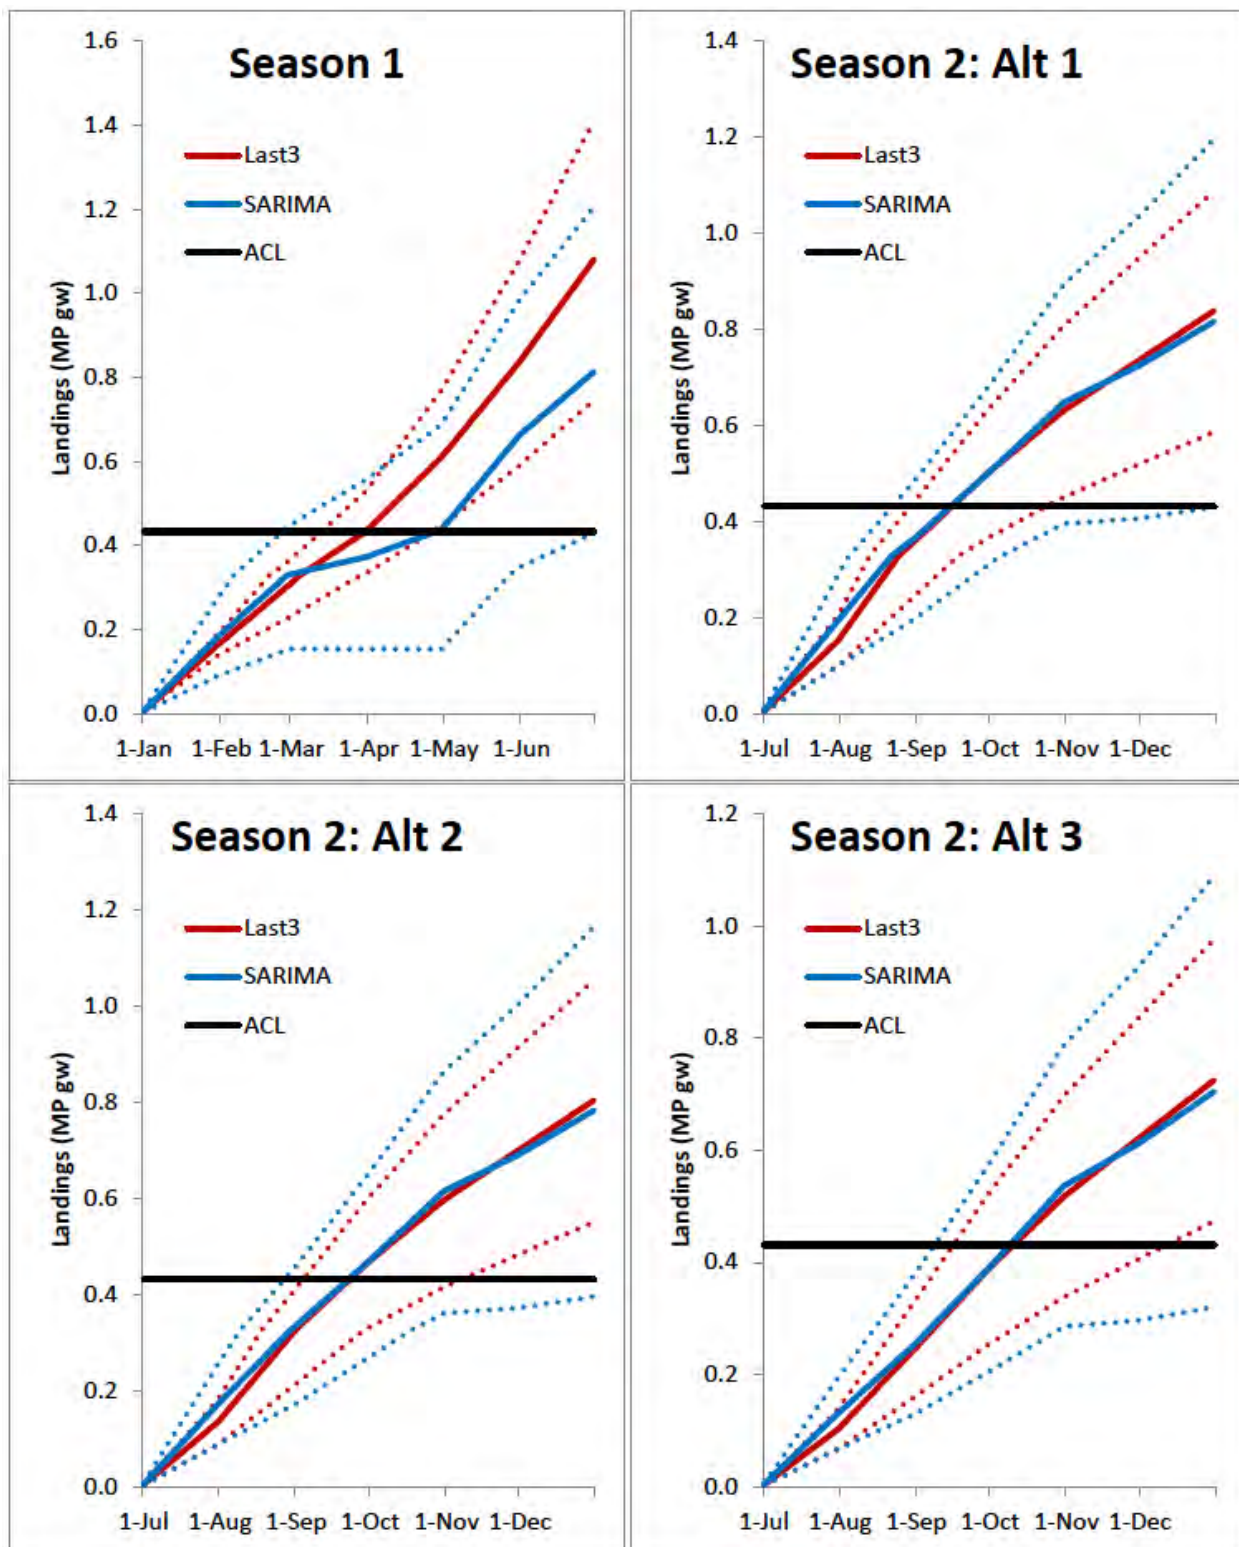 Season 1
Last3
SARIMA
ACL
Landings (MP gw)
1.6
1.4
1.2
1.0
0.8
0.6
0.4
0.2
0.0
1-Jan 1-Feb 1-Mar 1-Apr 1-May 1-Jun
Season 2: Alt 1
Last3
SARIMA
ACL
Landings (MP gw)
1.4
1.2
1.0
0.8
0.6
0.4
0.2
0.0
1-Jul 1-Aug 1-Sep 1-Oct 1-Nov 1-Dec
Season 2: Alt 2
Last3
SARIMA
ACL
Landings (MP gw)
1.4
1.2
1.0
0.8
0.6
0.4
0.2
0.0
1-Jul 1-Aug 1-Sep 1-Oct 1-Nov 1-Dec
Season 2: Alt 3
Last3
SARIMA
ACL
Landings (MP gw)
1.2
1.0
0.8
0.6
0.4
0.2
0.0
1-Jul 1-Aug 1-Sep 1-Oct 1-Nov 1-Dec